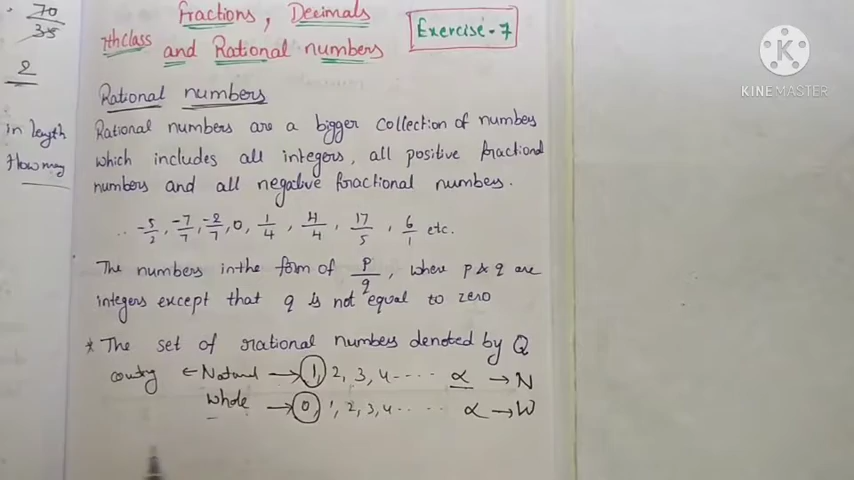 70
35
2
in length
How many
Fractions, Decimals
7th class and Rational numbers
Exercise-7
K
KINEMASTER
Rational numbers
Rational numbers are a bigger collection of numbers
which includes all integers, all positive fractional
numbers and all negative fractional numbers.
.. -5/2, -7/7, -2/7, 0, 1/4, 4/4, 17/5, 6/1 etc.
The numbers in the form of p/q, where p & q are
integers except that q is not equal to zero
* The set of rational numbers denoted by Q
← Natural → 1, 2, 3, 4 .... α → N
Whole → 0, 1, 2, 3, 4 .... α → W